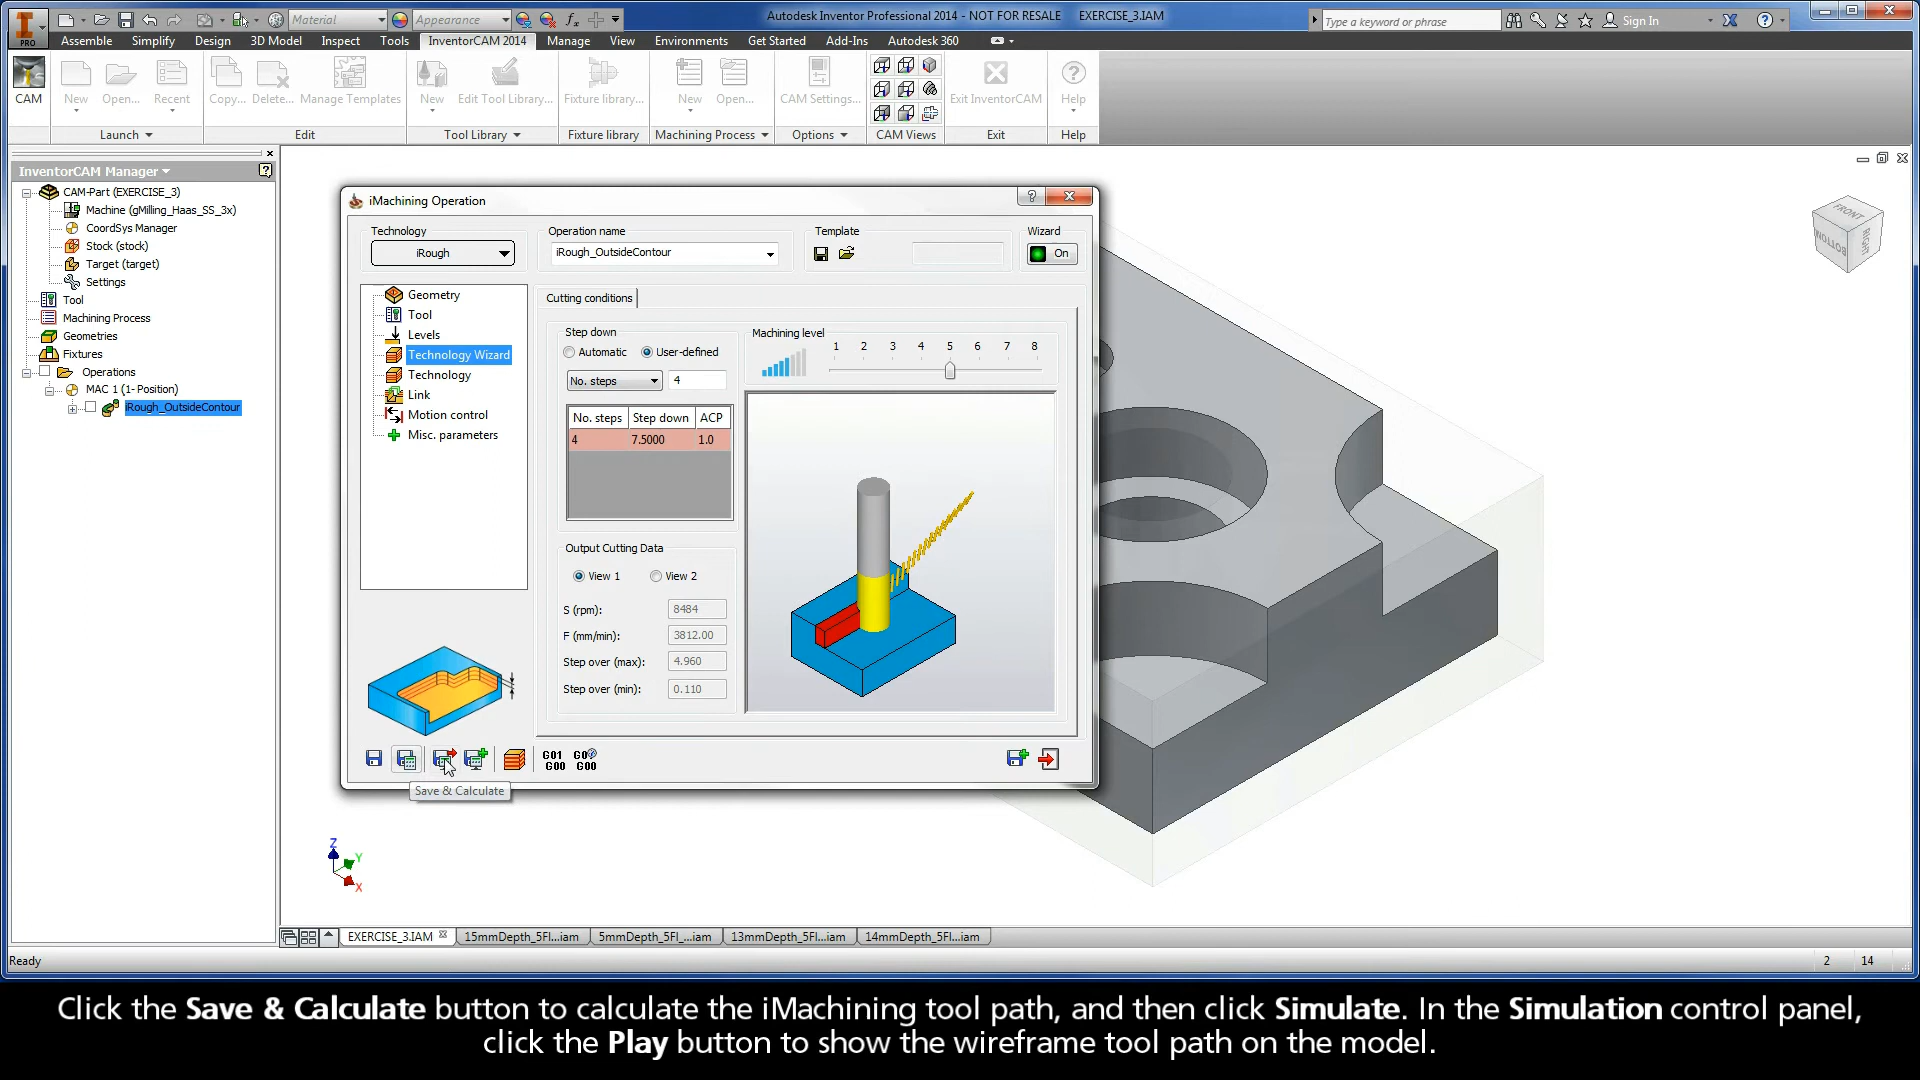 Material
Appearance
Autodesk Inventor Professional 2014 - NOT FOR RESALE EXERCISE_3.IAM
Type a keyword or phrase
Sign In
PRO
Assemble Simplify Design 3D Model Inspect Tools InventorCAM 2014 Manage View Environments Get Started Add-Ins Autodesk 360
CAM New Open... Recent Copy... Delete... Manage Templates New Edit Tool Library... Fixture library... New Open... CAM Settings... Exit InventorCAM Help
Launch Edit Tool Library Fixture library Machining Process Options CAM Views Exit Help
InventorCAM Manager
CAM-Part (EXERCISE_3)
Machine (gMilling_Haas_SS_3x)
CoordSys Manager
Stock (stock)
Target (target)
Settings
Tool
Machining Process
Geometries
Fixtures
Operations
MAC 1 (1- Position)
iRough_OutsideContour
iMachining Operation
Technology
iRough
Operation name
iRough_OutsideContour
Template
Wizard
On
Geometry
Tool
Levels
Technology Wizard
Technology
Link
Motion control
Misc. parameters
Cutting conditions
Step down
Automatic User-defined
No. steps 4
No. steps Step down ACP
4 7.5000 1.0
Machining level
1 2 3 4 5 6 7 8
Output Cutting Data
View 1 View 2
S (rpm): 8484
F (mm/min): 3812.00
Step over (max): 4.960
Step over (min): 0.110
G01 G00
G00
Save & Calculate
FRONT
RIGHT
BOTTOM
Z
Y
X
EXERCISE_3.IAM 15mmDepth_5Fl...iam 5mmDepth_5Fl_...iam 13mmDepth_5Fl...iam 14mmDepth_5Fl...iam
Ready
2 14
Click the Save & Calculate button to calculate the iMachining tool path, and then click Simulate. In the Simulation control panel,
click the Play button to show the wireframe tool path on the model.